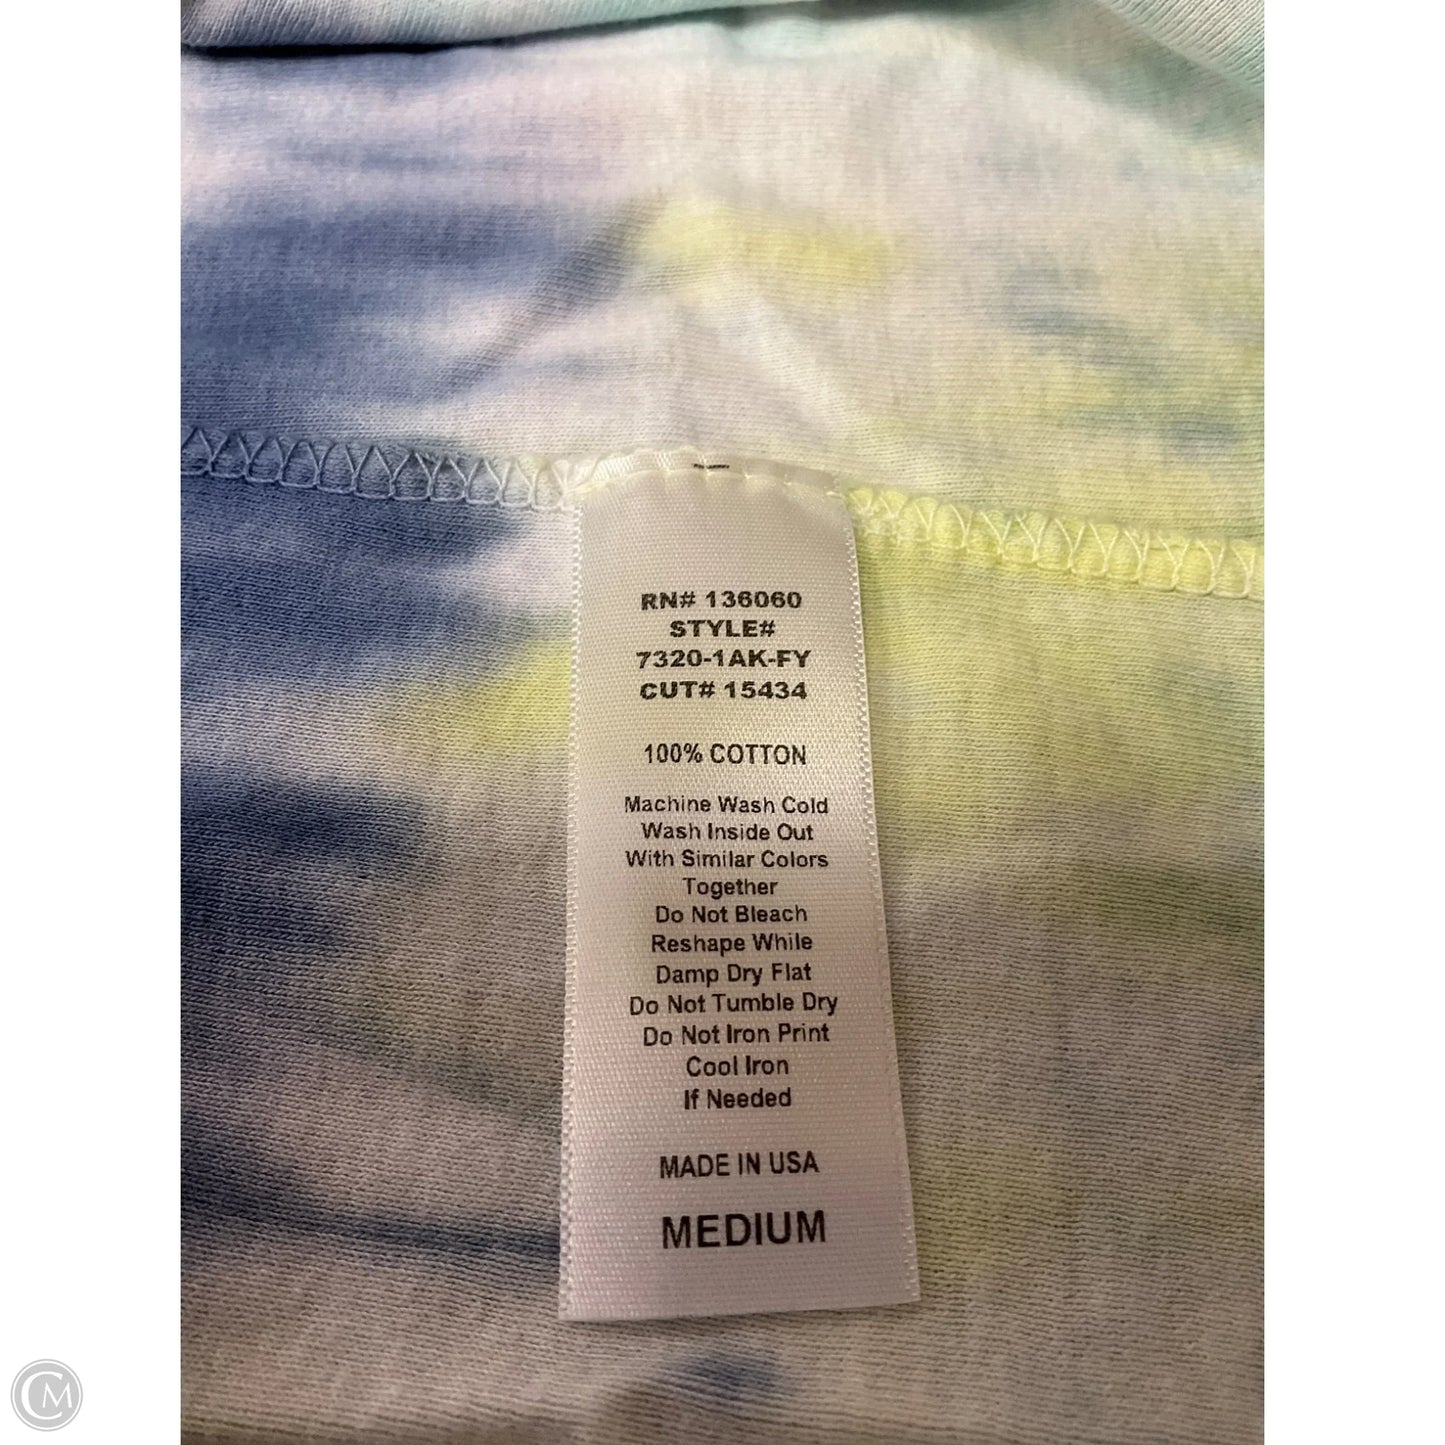 RN# 136060
STYLE#
7320-1AK-FY
CUT# 15434
100% COTTON
Machine Wash Cold
Wash Inside Out
With Similar Colors
Together
Do Not Bleach
Reshape While
Damp Dry Flat
Do Not Tumble Dry
Do Not Iron Print
Cool Iron
If Needed
MADE IN USA
MEDIUM
CM